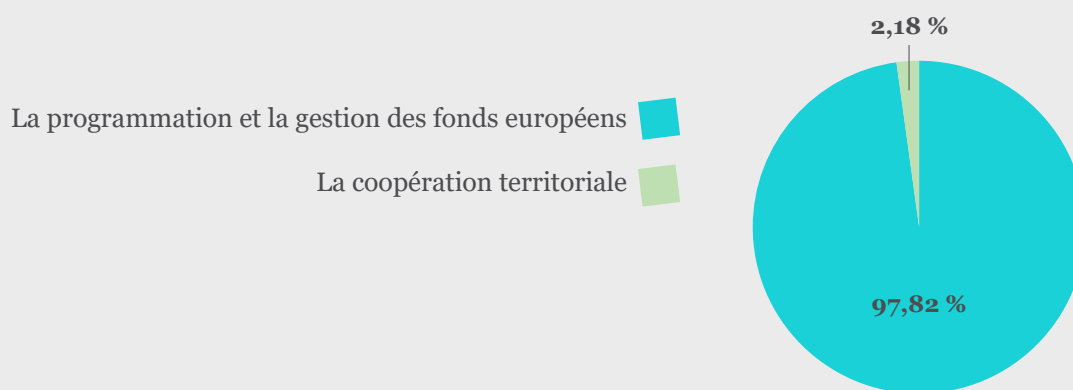 2,18 %
La programmation et la gestion des fonds européens
La coopération territoriale
97,82 %